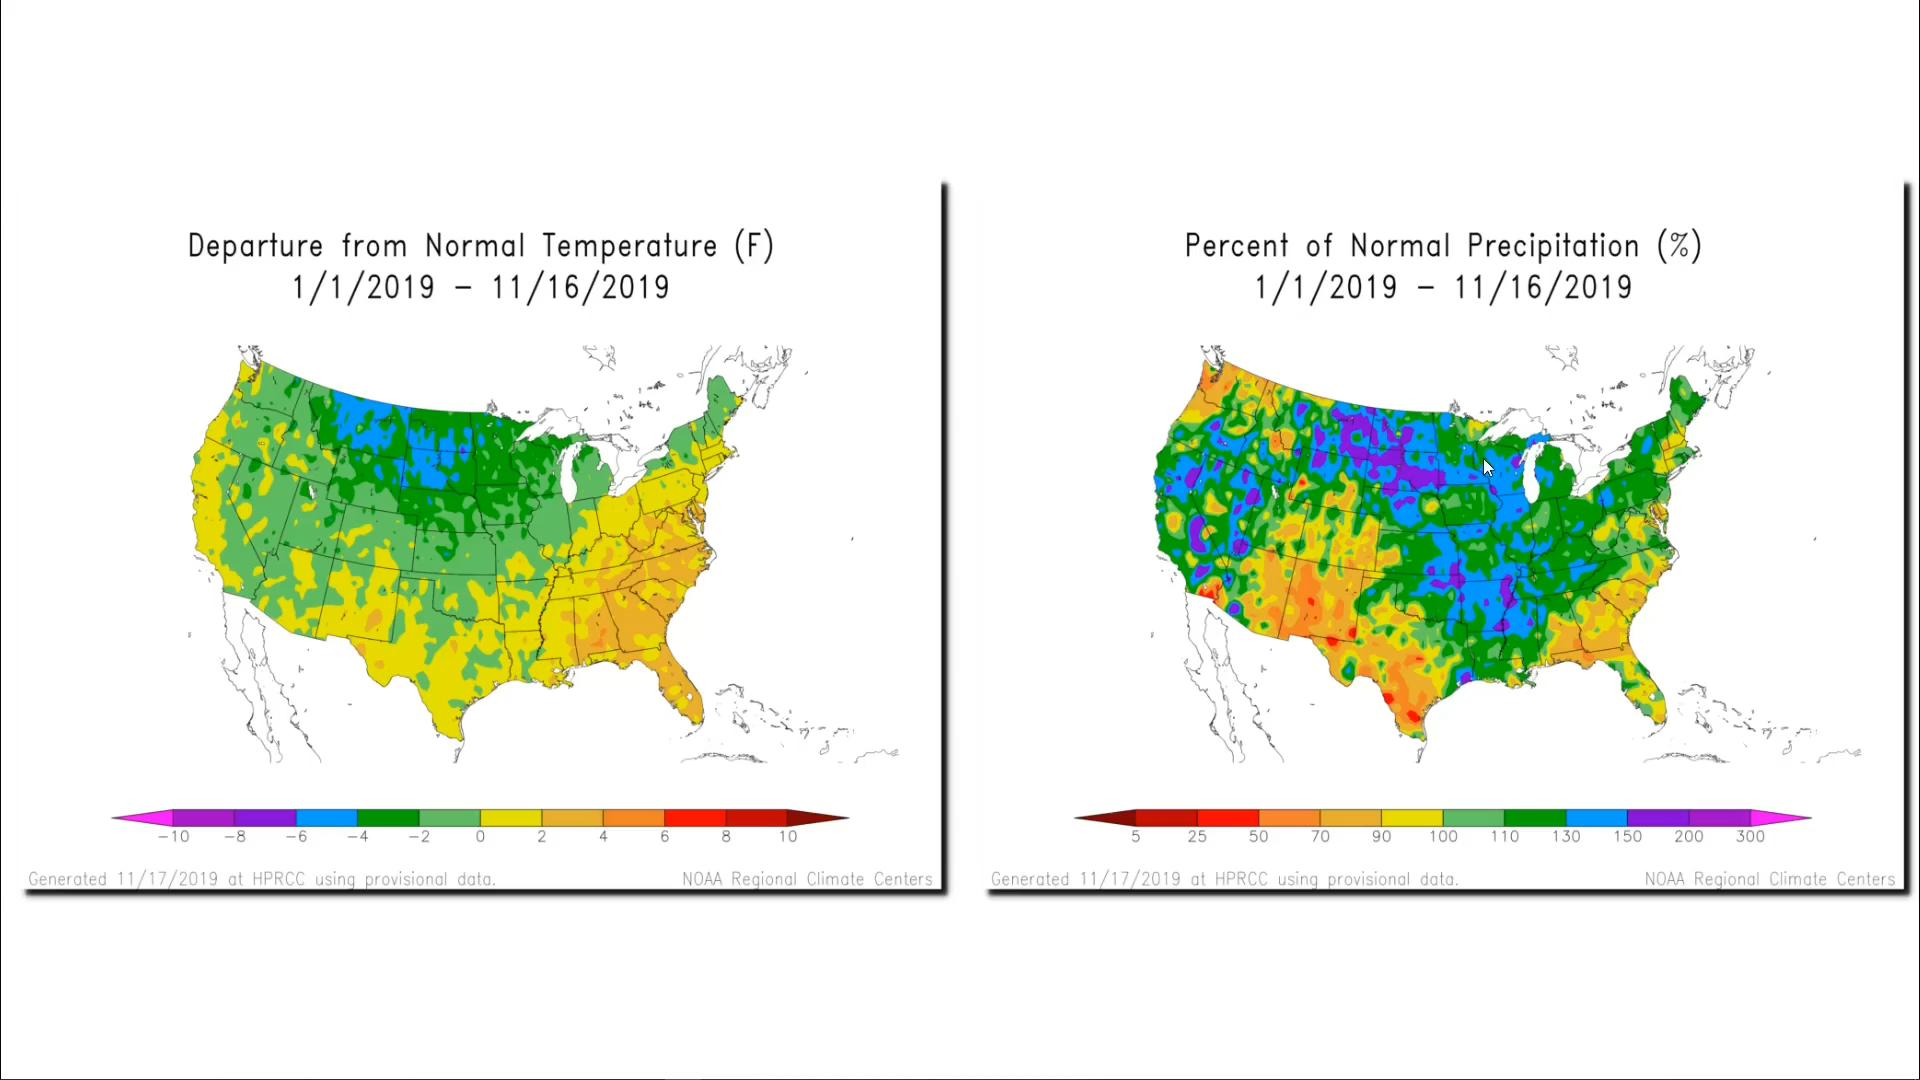 Departure from Normal Temperature (F)
1/1/2019 – 11/16/2019
−10 −8 −6 −4 −2 0 2 4 6 8 10
Generated 11/17/2019 at HPRCC using provisional data.
NOAA Regional Climate Centers
Percent of Normal Precipitation (%)
1/1/2019 – 11/16/2019
5 25 50 70 90 100 110 130 150 200 300
Generated 11/17/2019 at HPRCC using provisional data.
NOAA Regional Climate Centers